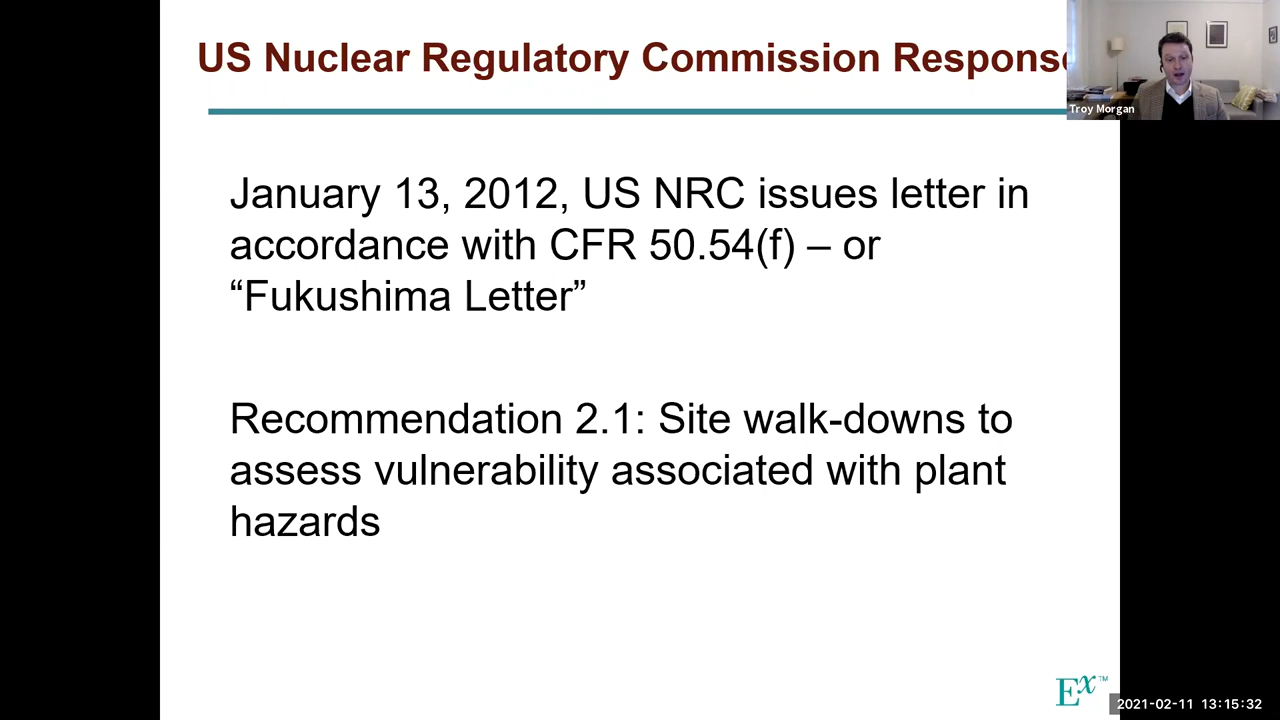 US Nuclear Regulatory Commission Response
Troy Morgan
January 13, 2012, US NRC issues letter in
accordance with CFR 50.54(f) – or
“Fukushima Letter”
Recommendation 2.1: Site walk-downs to
assess vulnerability associated with plant
hazards
Ex™
2021-02-11 13:15:32